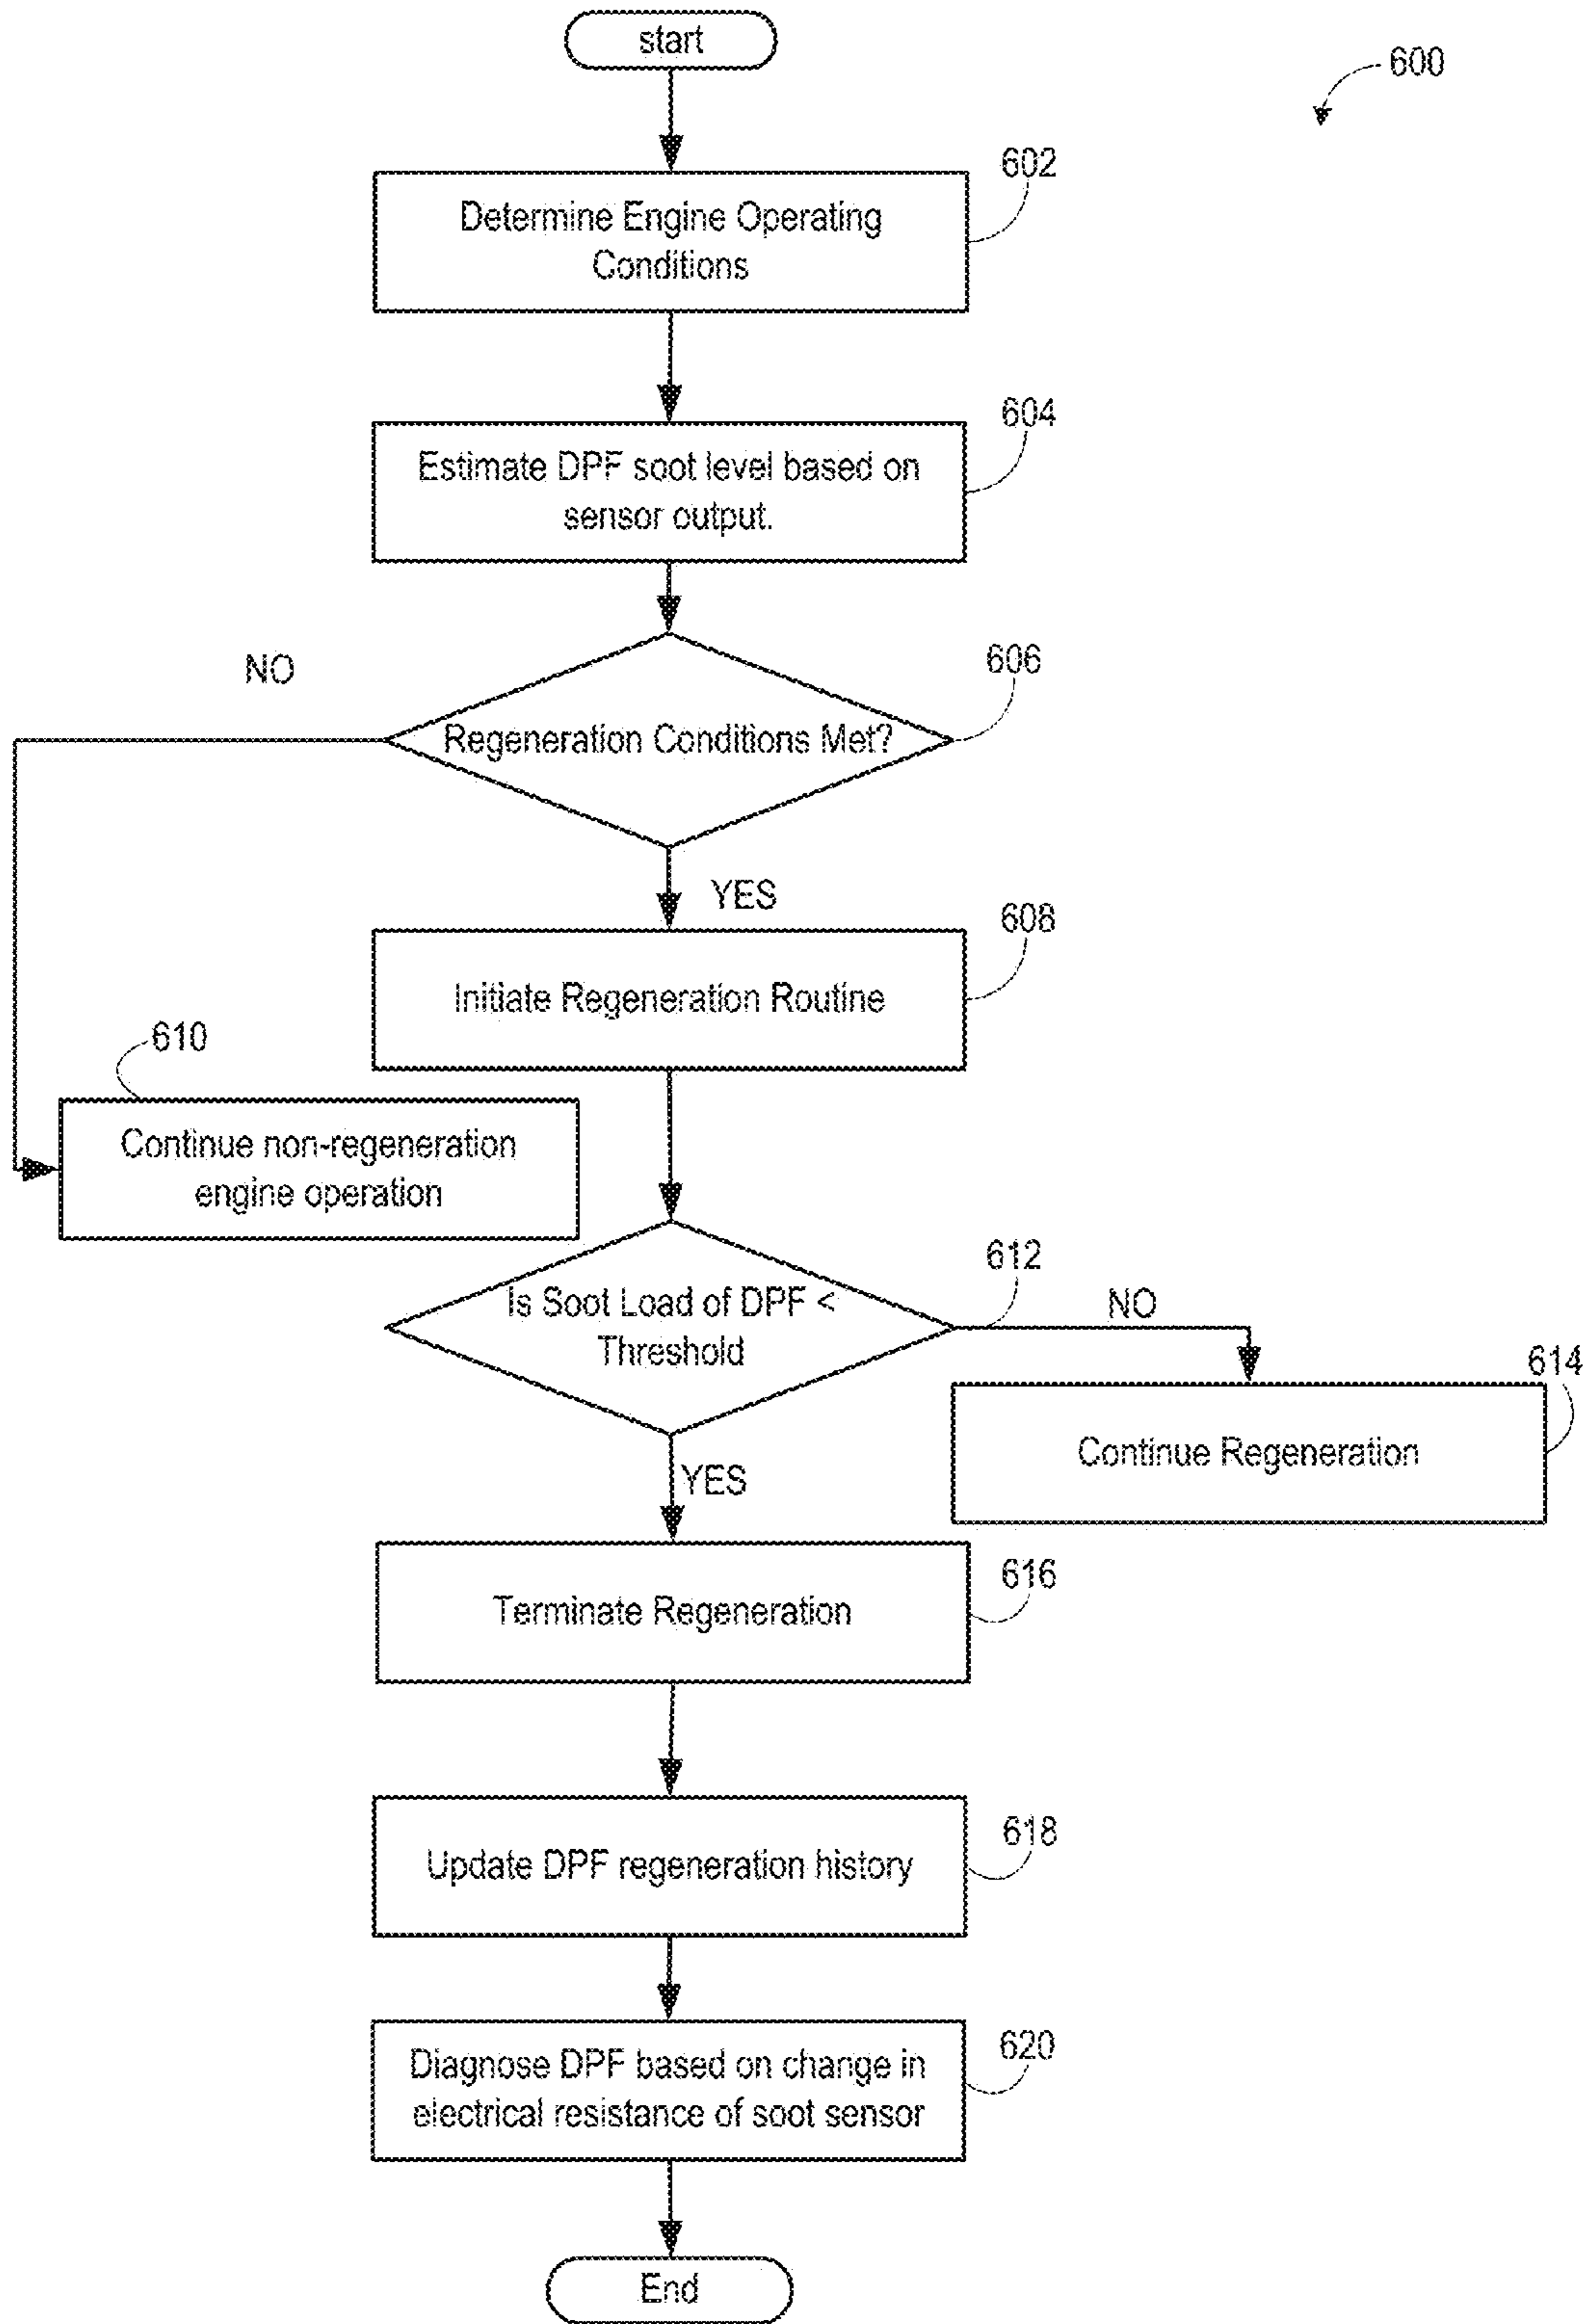 start
600
602
Determine Engine Operating
Conditions
604
Estimate DPF soot level based on
sensor output.
606
NO
Regeneration Conditions Met?
YES
608
Initiate Regeneration Routine
610
Continue non-regeneration
engine operation
612
Is Soot Load of DPF <
Threshold
NO
614
Continue Regeneration
YES
616
Terminate Regeneration
618
Update DPF regeneration history
620
Diagnose DPF based on change in
electrical resistance of soot sensor
End